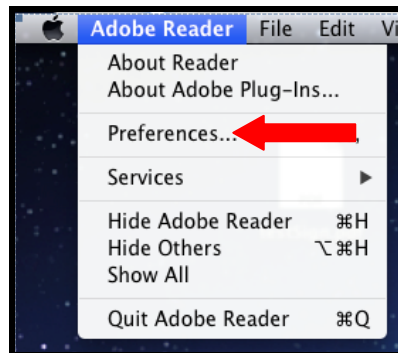 Adobe Reader File Edit
About Reader
About Adobe Plug-Ins...
Preferences... ,
Services ▶
Hide Adobe Reader ⌘H
Hide Others ⌥⌘H
Show All
Quit Adobe Reader ⌘Q